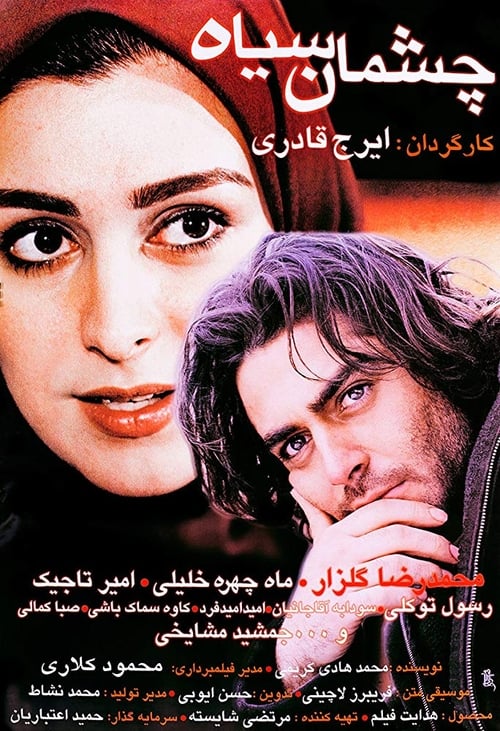 چشمان سیاه
کارگردان : ایرج قادری
محمدرضا گلزار • ماه چهره خلیلی • امیر تاجیک
رسول توکلی • سودابه آقاجانیان • امید امیدفرد • کاوه سماک باشی • صبا کمالی
و ... جمشید مشایخی
نویسنده : محمد هادی کریمی • مدیر فیلمبرداری : محمود کلاری
موسیقی متن : فریبرز لاچینی • تدوین : حسن ایوبی • مدیر تولید : محمد نشاط
محصول : هدایت فیلم • تهیه کننده : مرتضی شایسته • سرمایه گذار : حمید اعتباریان